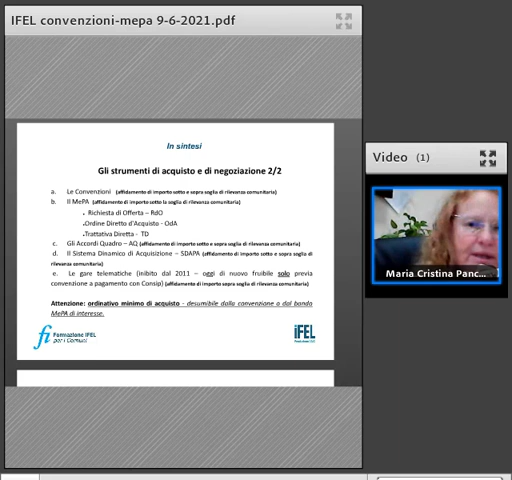 IFEL convenzioni-mepa 9-6-2021.pdf
In sintesi
Gli strumenti di acquisto e di negoziazione 2/2
a. Le Convenzioni (affidamento di importo sotto e sopra soglia di rilevanza comunitaria)
b. Il MePA (affidamento di importo sotto la soglia di rilevanza comunitaria)
. Richiesta di Offerta – RdO
.Ordine Diretto d'Acquisto - OdA
.Trattativa Diretta - TD
c. Gli Accordi Quadro – AQ (affidamento di importo sotto e sopra soglia di rilevanza comunitaria)
d. Il Sistema Dinamico di Acquisizione – SDAPA (affidamento di importo sotto e sopra soglia di
rilevanza comunitaria)
e. Le gare telematiche (inibito dal 2011 – oggi di nuovo fruibile solo previa
convenzione a pagamento con Consip) (affidamento di importo sopra soglia di rilevanza comunitaria)
Attenzione: ordinativo minimo di acquisto - desumibile dalla convenzione o dal bando
MePA di interesse.
fi Formazione IFEL
per i Comuni
iFEL
Video (1)
Maria Cristina Panc...